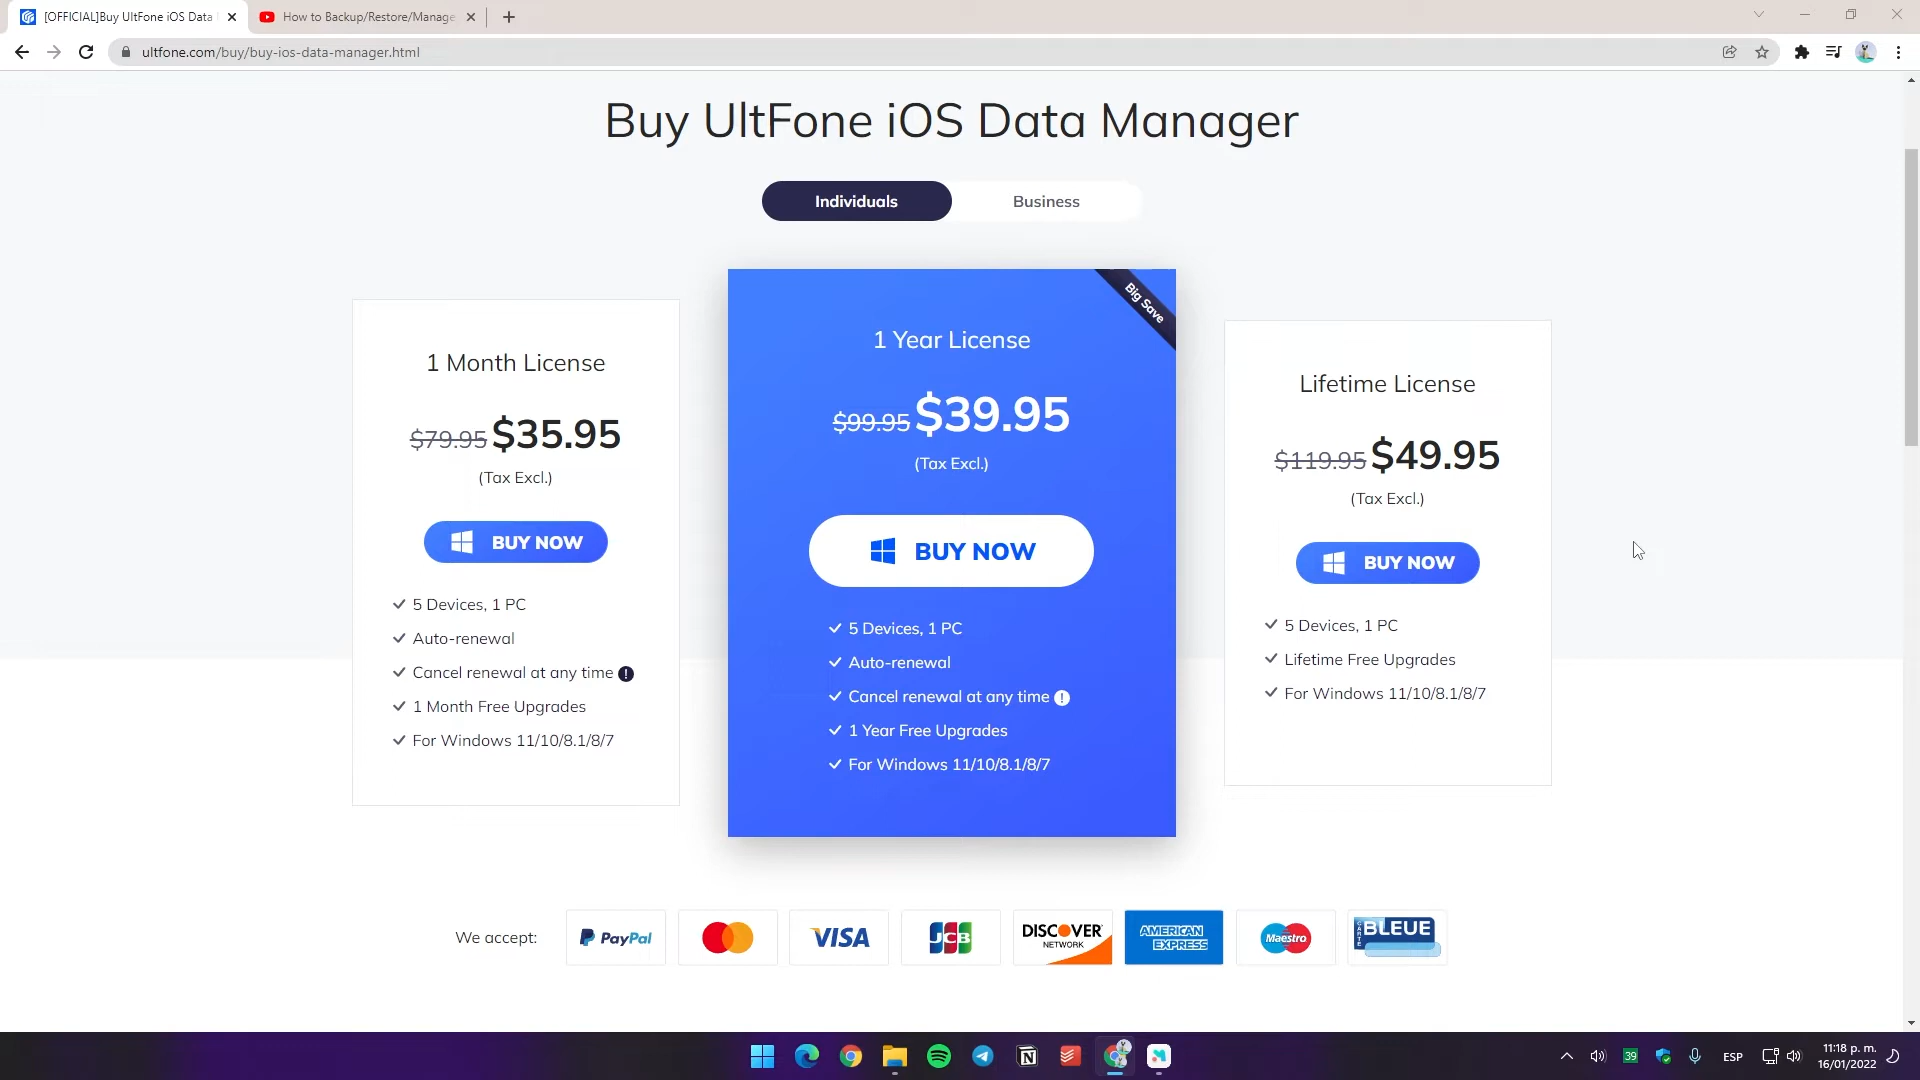 [OFFICIAL]Buy UltFone iOS Data
How to Backup/Restore/Manage
ultfone.com/buy/buy-ios-data-manager.html
Buy UltFone iOS Data Manager
Individuals
Business
Big Save
1 Month License
$79.95 $35.95
(Tax Excl.)
BUY NOW
5 Devices, 1 PC
Auto-renewal
Cancel renewal at any time
1 Month Free Upgrades
For Windows 11/10/8.1/8/7
1 Year License
$99.95 $39.95
(Tax Excl.)
BUY NOW
5 Devices, 1 PC
Auto-renewal
Cancel renewal at any time
1 Year Free Upgrades
For Windows 11/10/8.1/8/7
Lifetime License
$119.95 $49.95
(Tax Excl.)
BUY NOW
5 Devices, 1 PC
Lifetime Free Upgrades
For Windows 11/10/8.1/8/7
We accept:
PayPal
VISA
JCB
DISCOVER
NETWORK
AMERICAN
EXPRESS
Maestro
CARTE
BLEUE
39
ESP
11:18 p. m.
16/01/2022